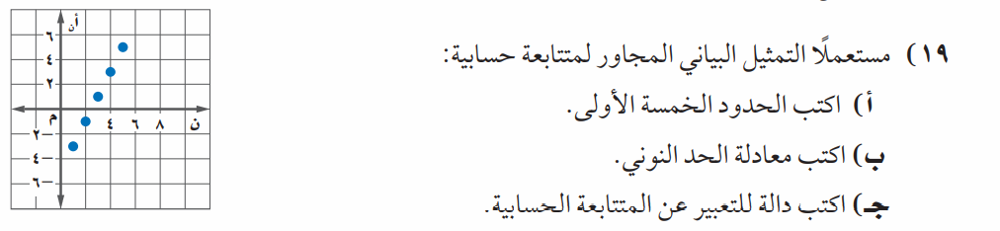 ١٩) مستعملًا التمثيل البياني المجاور لمتتابعة حسابية:
أ) اكتب الحدود الخمسة الأولى.
ب) اكتب معادلة الحد النوني.
جـ) اكتب دالة للتعبير عن المتتابعة الحسابية.
أن
٦
٤
٢
م ٤ ٦ ٨ ن
٢−
٤−
٦−